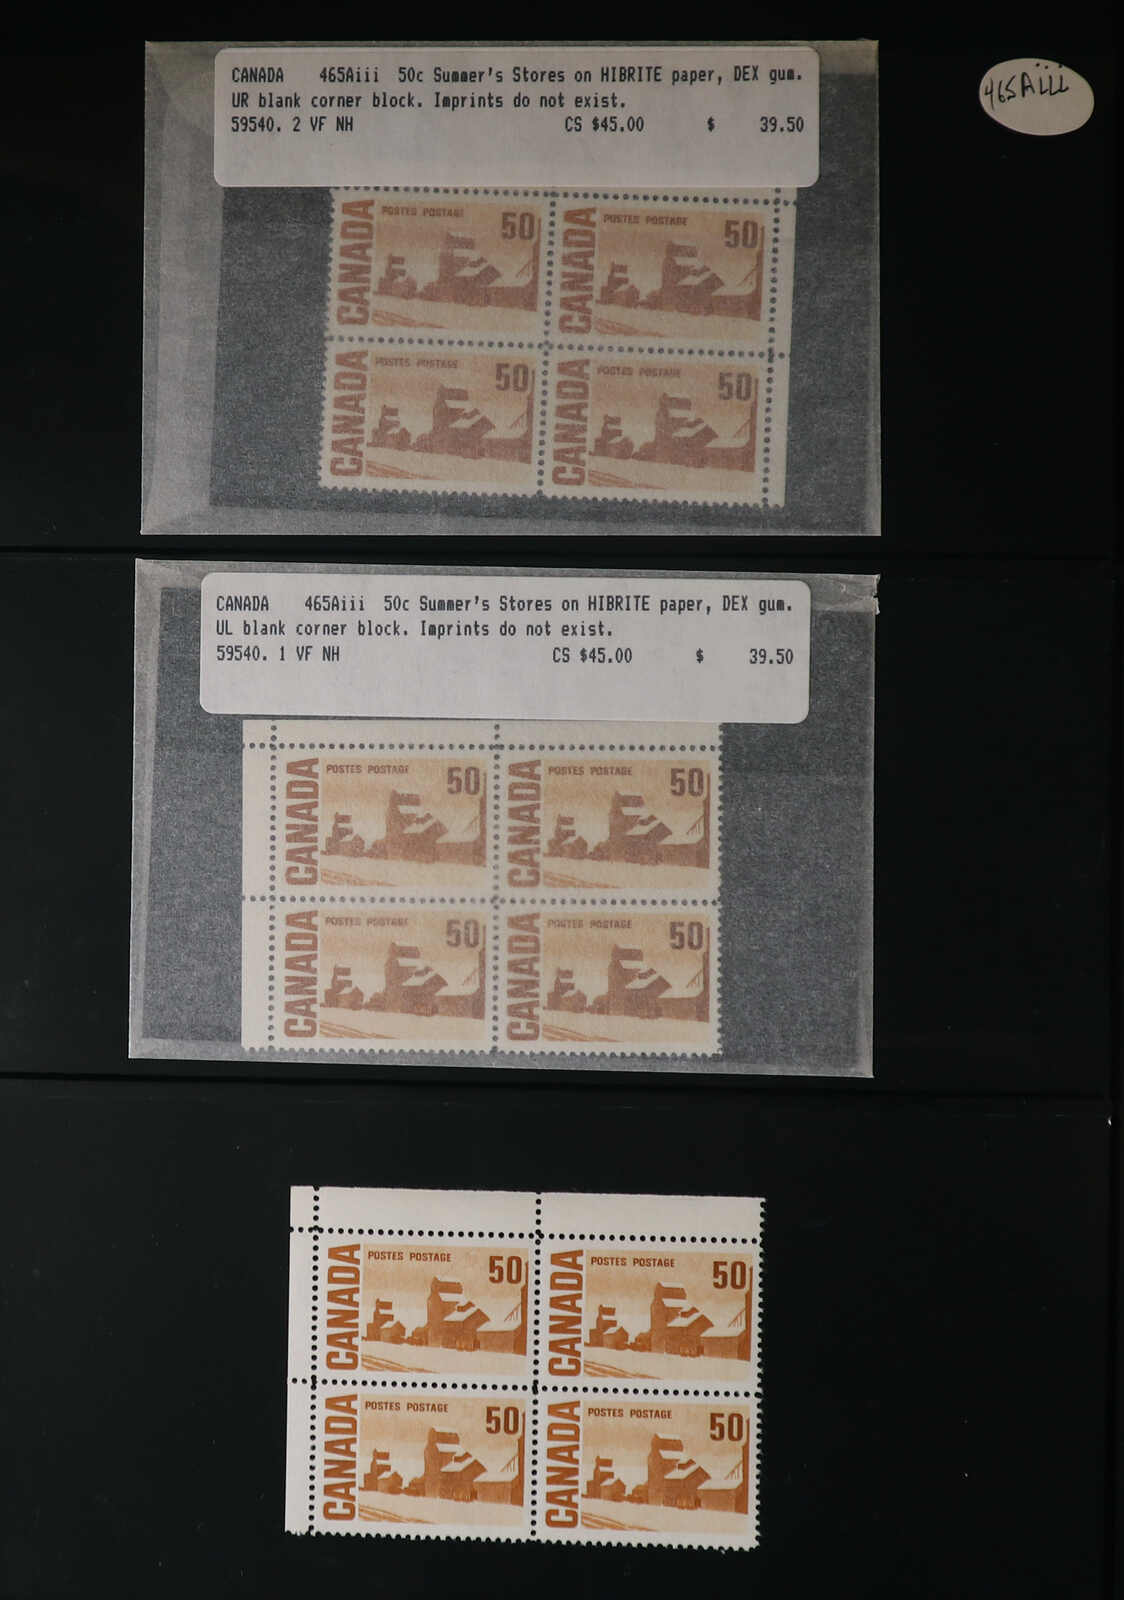 CANADA 465Aiii 50c Summer's Stores on HIBRITE paper, DEX gum.
UR blank corner block. Imprints do not exist.
59540. 2 VF NH CS $45.00 $ 39.50
465Aiii
CANADA POSTES POSTAGE 50
CANADA POSTES POSTAGE 50
CANADA POSTES POSTAGE 50
CANADA POSTES POSTAGE 50
CANADA 465Aiii 50c Summer's Stores on HIBRITE paper, DEX gum.
UL blank corner block. Imprints do not exist.
59540. 1 VF NH CS $45.00 $ 39.50
CANADA POSTES POSTAGE 50
CANADA POSTES POSTAGE 50
CANADA POSTES POSTAGE 50
CANADA POSTES POSTAGE 50
CANADA POSTES POSTAGE 50
CANADA POSTES POSTAGE 50
CANADA POSTES POSTAGE 50
CANADA POSTES POSTAGE 50